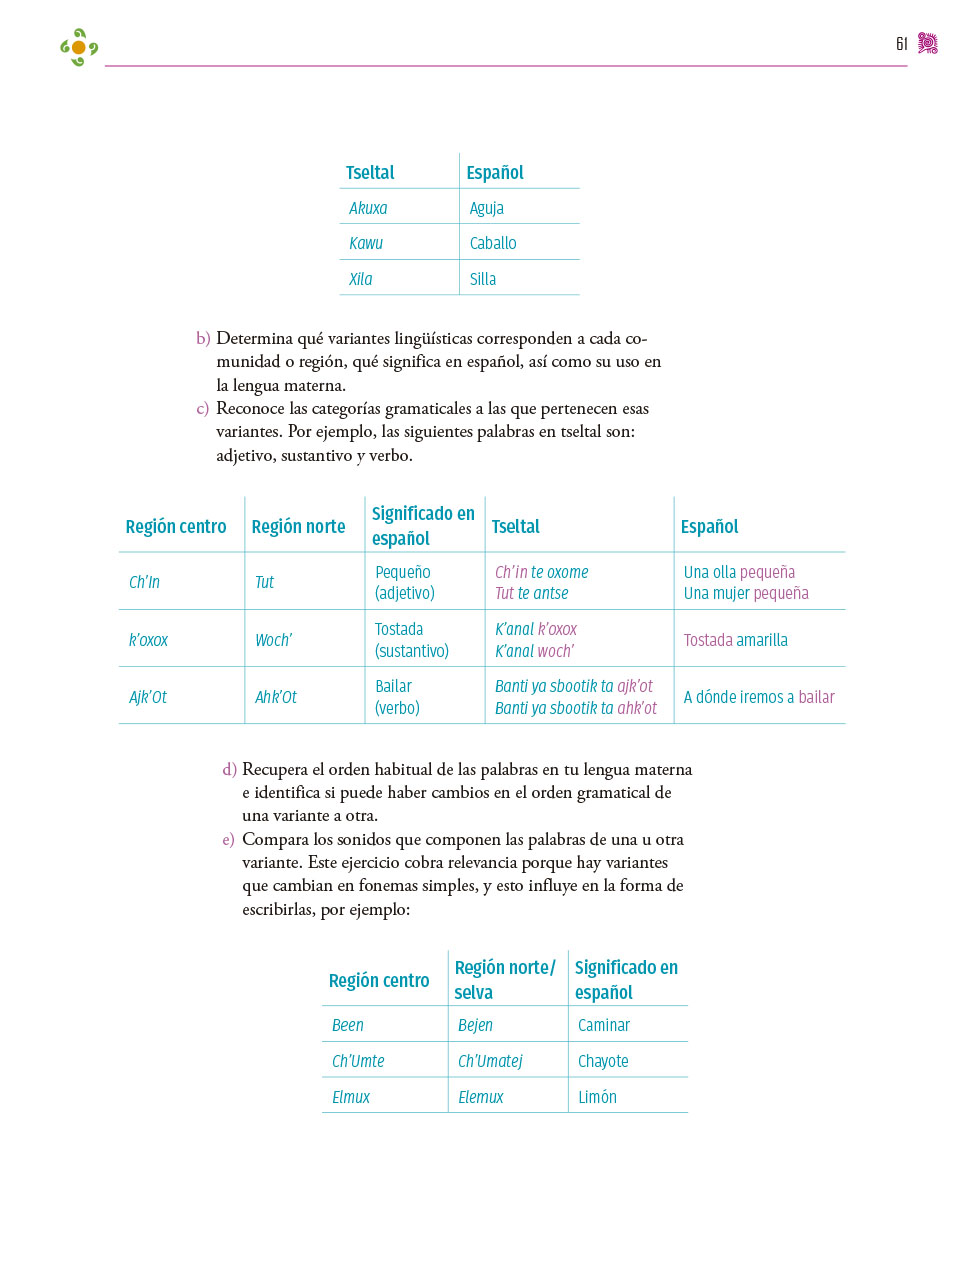 61
Tseltal Español
Akuxa Aguja
Kawu Caballo
Xila Silla
b) Determina qué variantes lingüísticas corresponden a cada co-
munidad o región, qué significa en español, así como su uso en
la lengua materna.
c) Reconoce las categorías gramaticales a las que pertenecen esas
variantes. Por ejemplo, las siguientes palabras en tseltal son:
adjetivo, sustantivo y verbo.
Región centro Región norte Significado en español Tseltal Español
Ch’In Tut Pequeño (adjetivo) Ch’in te oxome Una olla pequeña
Tut te antse Una mujer pequeña
k’oxox Woch’ Tostada (sustantivo) K’anal k’oxox Tostada amarilla
K’anal woch’
Ajk’Ot Ahk’Ot Bailar (verbo) Banti ya sbootik ta ajk’ot A dónde iremos a bailar
Banti ya sbootik ta ahk’ot
d) Recupera el orden habitual de las palabras en tu lengua materna
e identifica si puede haber cambios en el orden gramatical de
una variante a otra.
e) Compara los sonidos que componen las palabras de una u otra
variante. Este ejercicio cobra relevancia porque hay variantes
que cambian en fonemas simples, y esto influye en la forma de
escribirlas, por ejemplo:
Región centro Región norte/selva Significado en español
Been Bejen Caminar
Ch’Umte Ch’Umatej Chayote
Elmux Elemux Limón